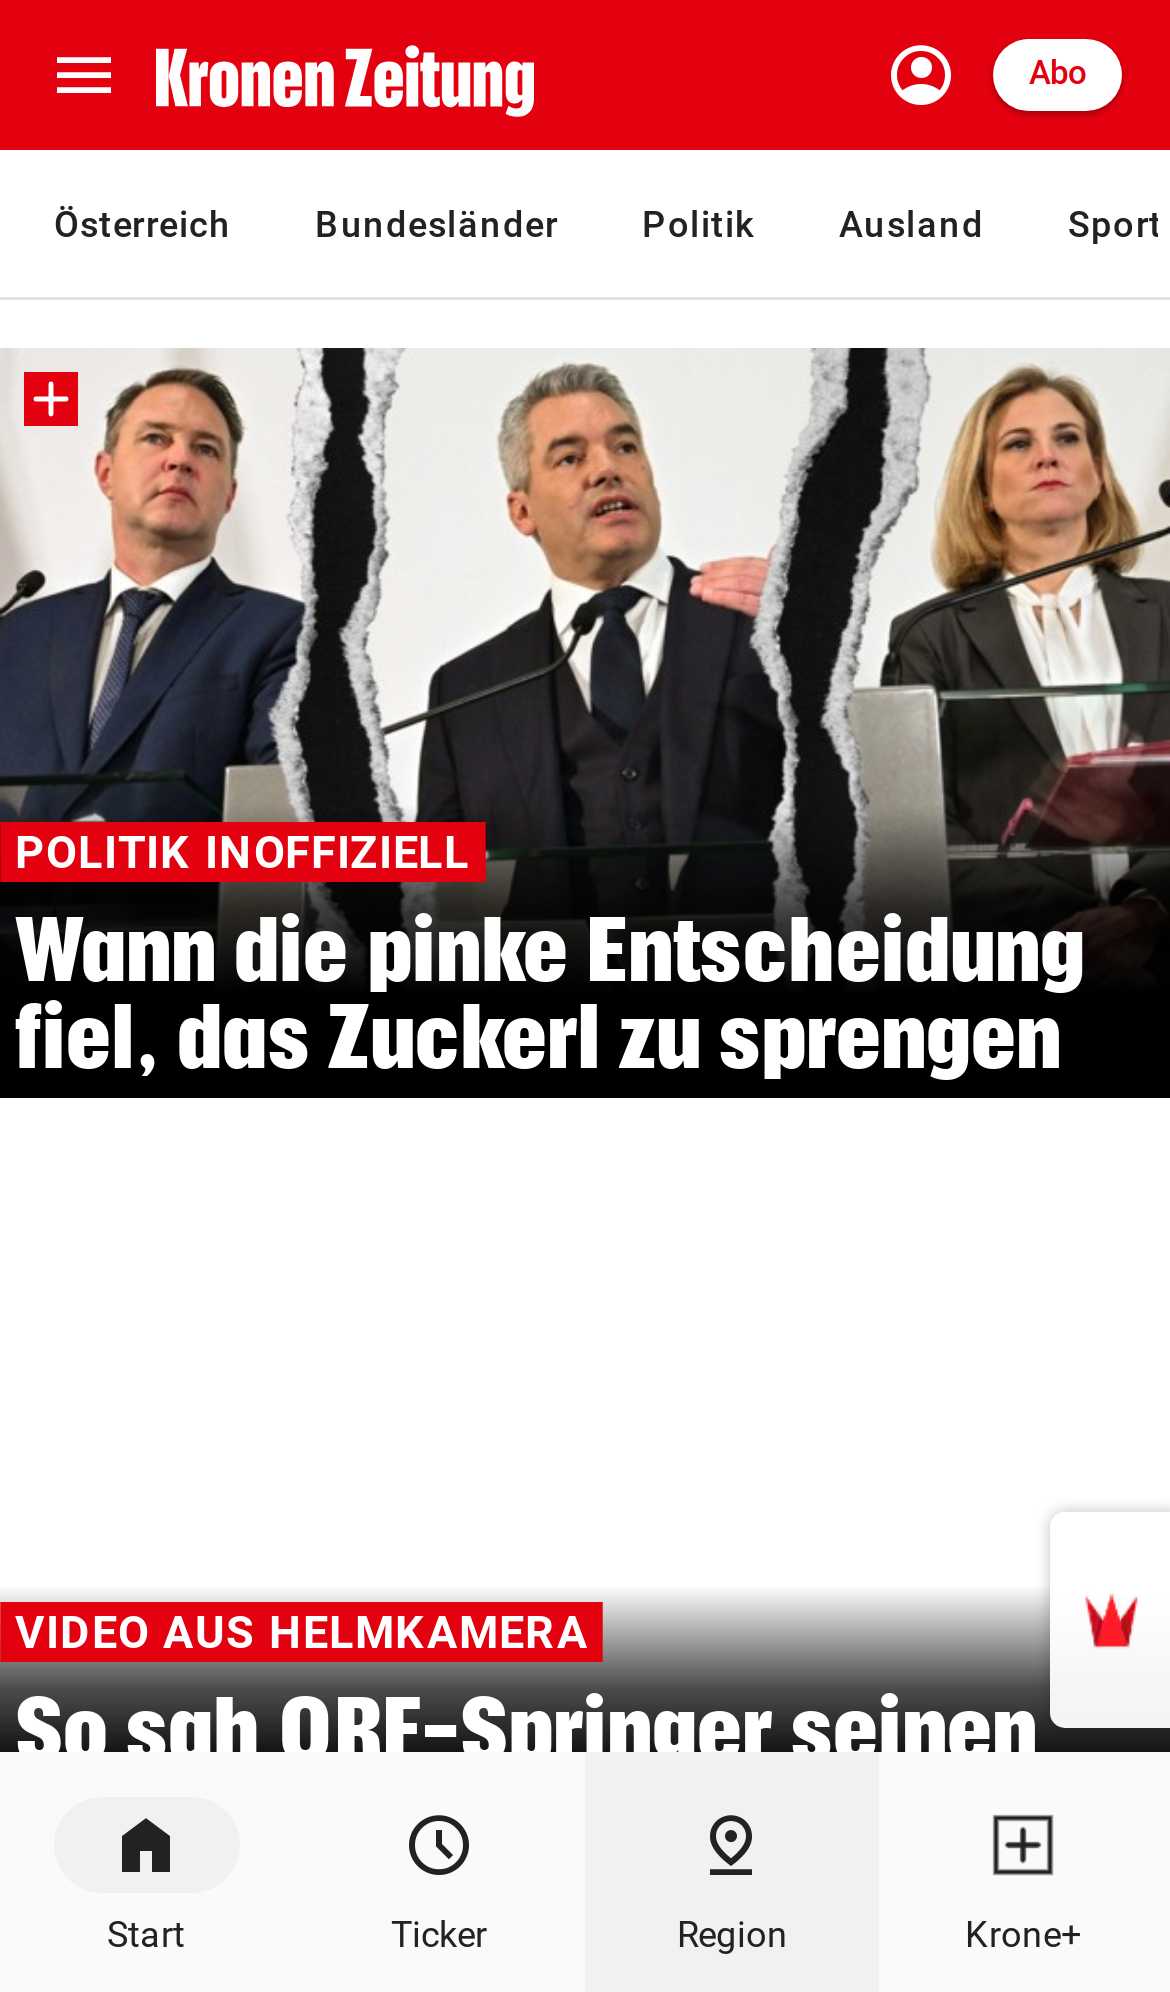 Kronen Zeitung
Abo
Österreich Bundesländer Politik Ausland Sport
POLITIK INOFFIZIELL
Wann die pinke Entscheidung
fiel, das Zuckerl zu sprengen
VIDEO AUS HELMKAMERA
So sah ORF-Springer seinen
Start Ticker Region Krone+